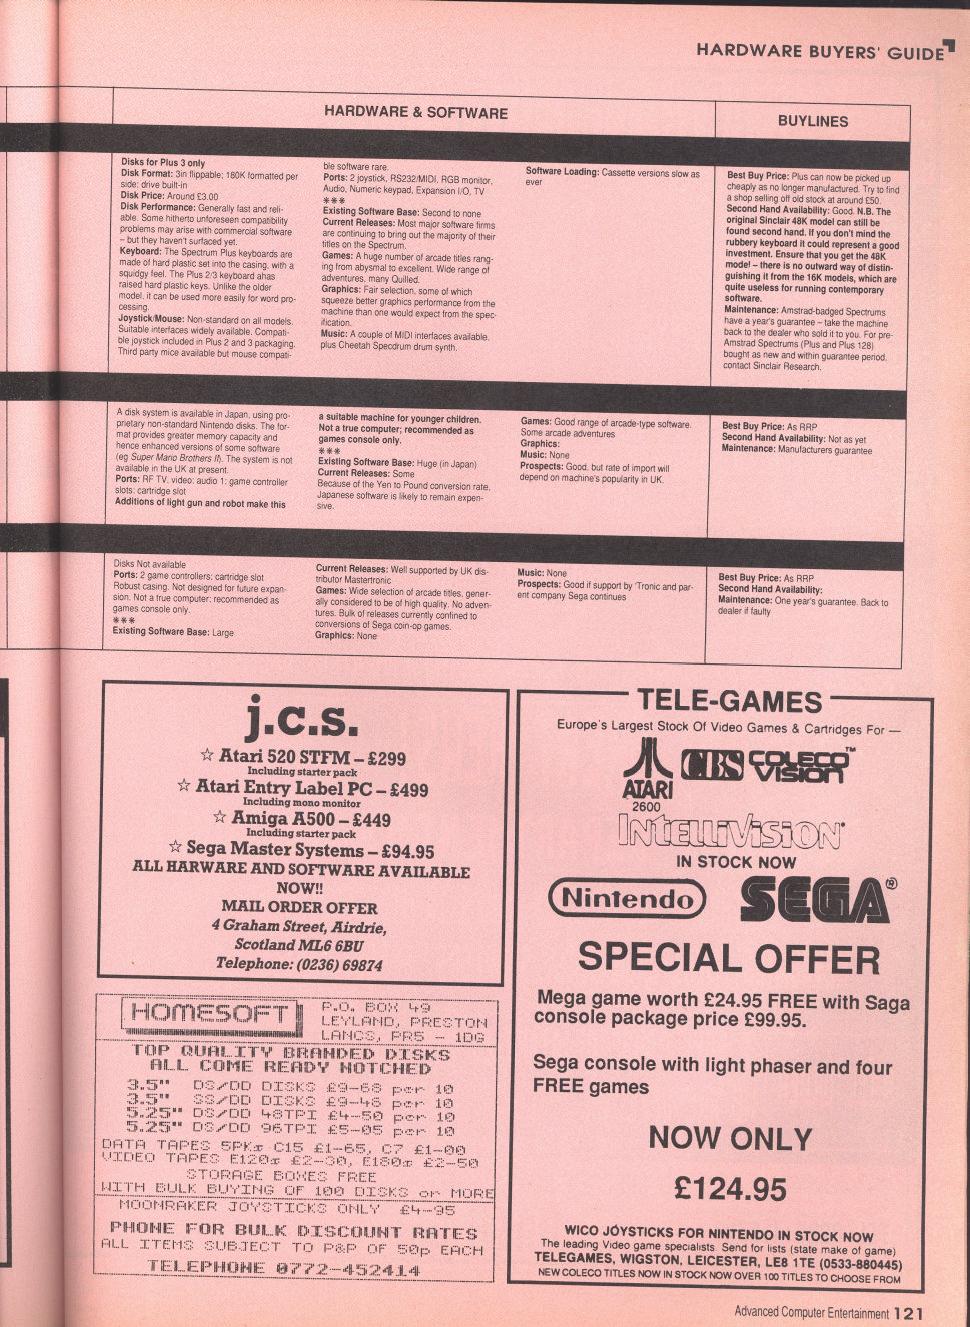 HARDWARE BUYERS' GUIDE
HARDWARE & SOFTWARE
BUYLINES
Disks for Plus 3 only
Disk Format: 3in flippable; 180K formatted per
side; drive built-in
Disk Price: Around £3.00
Disk Performance: Generally fast and reli-
able. Some hitherto unforeseen compatibility
problems may arise with commercial software
– but they haven't surfaced yet.
Keyboard: The Spectrum Plus keyboards are
made of hard plastic set into the casing, with a
squidgy feel. The Plus 2/3 keyboard ahas
raised hard plastic keys. Unlike the older
model, it can be used more easily for word pro-
cessing.
Joystick/Mouse: Non-standard on all models.
Suitable interfaces widely available. Compati-
ble joystick included in Plus 2 and 3 packaging.
Third party mice available but mouse compati-
ble software rare.
Ports: 2 joystick, RS232/MIDI, RGB monitor,
Audio, Numeric keypad, Expansion I/O, TV
***
Existing Software Base: Second to none
Current Releases: Most major software firms
are continuing to bring out the majority of their
titles on the Spectrum.
Games: A huge number of arcade titles rang-
ing from abysmal to excellent. Wide range of
adventures, many Quilled.
Graphics: Fair selection, some of which
squeeze better graphics performance from the
machine than one would expect from the spec-
ification.
Music: A couple of MIDI interfaces available,
plus Cheetah Specdrum drum synth.
Software Loading: Cassette versions slow as
ever
Best Buy Price: Plus can now be picked up
cheaply as no longer manufactured. Try to find
a shop selling off old stock at around £50.
Second Hand Availability: Good. N.B. The
original Sinclair 48K model can still be
found second hand. If you don't mind the
rubbery keyboard it could represent a good
investment. Ensure that you get the 48K
model – there is no outward way of distin-
guishing it from the 16K models, which are
quite useless for running contemporary
software.
Maintenance: Amstrad-badged Spectrums
have a year's guarantee – take the machine
back to the dealer who sold it to you. For pre-
Amstrad Spectrums (Plus and Plus 128)
bought as new and within guarantee period,
contact Sinclair Research.
A disk system is available in Japan, using pro-
prietary non-standard Nintendo disks. The for-
mat provides greater memory capacity and
hence enhanced versions of some software
(eg Super Mario Brothers II). The system is not
available in the UK at present.
Ports: RF TV, video: audio 1: game controller
slots: cartridge slot
Additions of light gun and robot make this
a suitable machine for younger children.
Not a true computer; recommended as
games console only.
***
Existing Software Base: Huge (in Japan)
Current Releases: Some
Because of the Yen to Pound conversion rate,
Japanese software is likely to remain expen-
sive.
Games: Good range of arcade-type software.
Some arcade adventures
Graphics:
Music: None
Prospects: Good, but rate of import will
depend on machine's popularity in UK.
Best Buy Price: As RRP
Second Hand Availability: Not as yet
Maintenance: Manufacturers guarantee
Disks Not available
Ports: 2 game controllers; cartridge slot
Robust casing. Not designed for future expan-
sion. Not a true computer; recommended as
games console only.
***
Existing Software Base: Large
Current Releases: Well supported by UK dis-
tributor Mastertronic
Games: Wide selection of arcade titles, gener-
ally considered to be of high quality. No adven-
tures. Bulk of releases currently confined to
conversions of Sega coin-op games.
Graphics: None
Music: None
Prospects: Good if support by 'Tronic and par-
ent company Sega continues
Best Buy Price: As RRP
Second Hand Availability:
Maintenance: One year's guarantee. Back to
dealer if faulty
j.c.s.
☆ Atari 520 STFM – £299
Including starter pack
☆ Atari Entry Label PC – £499
Including mono monitor
☆ Amiga A500 – £449
Including starter pack
☆ Sega Master Systems – £94.95
ALL HARWARE AND SOFTWARE AVAILABLE
NOW!!
MAIL ORDER OFFER
4 Graham Street, Airdrie,
Scotland ML6 6BU
Telephone: (0236) 69874
HOMESOFT
P.O. BOX 49
LEYLAND, PRESTON
LANCS, PR5 – 1DG
TOP QUALITY BRANDED DISKS
ALL COME READY NOTCHED
3.5" DS/DD DISKS £9–68 per 10
3.5" SS/DD DISKS £9–48 per 10
5.25" DS/DD 48TPI £4–50 per 10
5.25" DS/DD 96TPI £5–05 per 10
DATA TAPES 5PKs C15 £1–65, C7 £1–00
VIDEO TAPES E120s £2–30, E180s £2–50
STORAGE BOXES FREE
WITH BULK BUYING OF 100 DISKS or MORE
MOONRAKER JOYSTICKS ONLY £4–95
PHONE FOR BULK DISCOUNT RATES
ALL ITEMS SUBJECT TO P&P OF 50p EACH
TELEPHONE 0772–452414
TELE-GAMES
Europe's Largest Stock Of Video Games & Cartridges For —
ATARI
2600
CBS COLECO VISION™
INTELLIVISION
IN STOCK NOW
Nintendo SEGA®
SPECIAL OFFER
Mega game worth £24.95 FREE with Saga
console package price £99.95.
Sega console with light phaser and four
FREE games
NOW ONLY
£124.95
WICO JOYSTICKS FOR NINTENDO IN STOCK NOW
The leading Video game specialists. Send for lists (state make of game)
TELEGAMES, WIGSTON, LEICESTER, LE8 1TE (0533-880445)
NEW COLECO TITLES NOW IN STOCK NOW OVER 100 TITLES TO CHOOSE FROM
Advanced Computer Entertainment 121